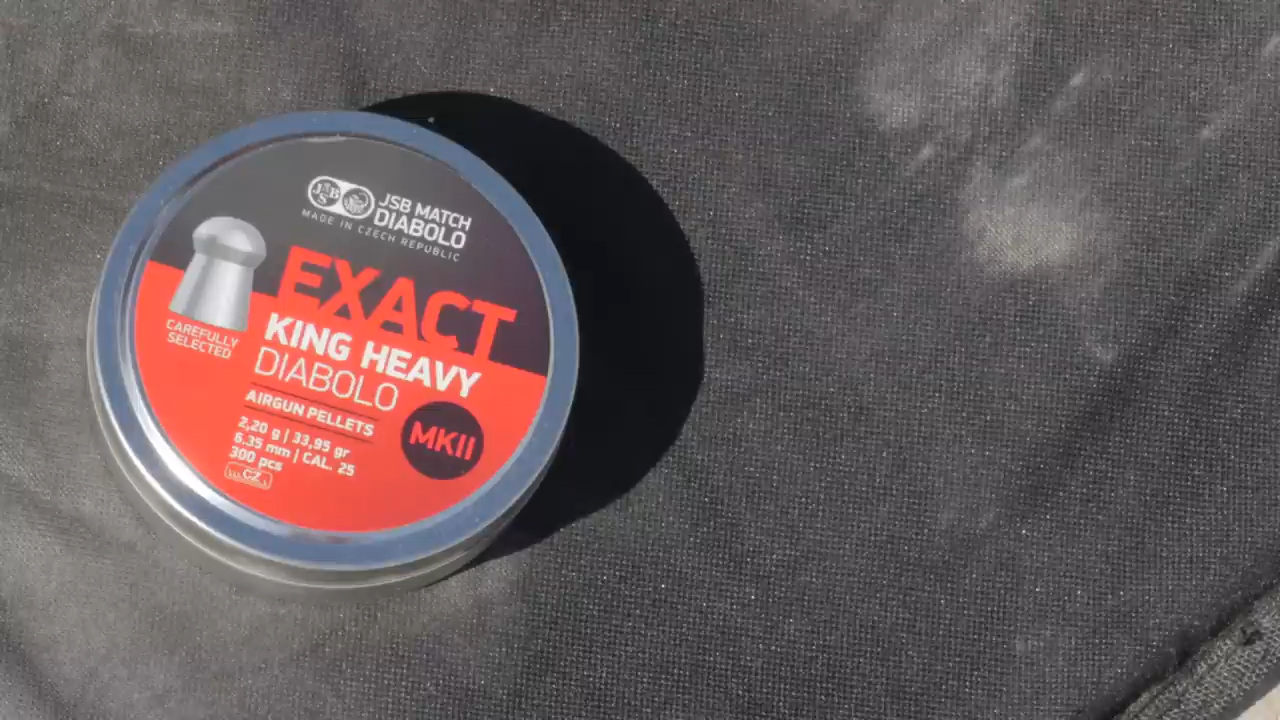 JSB
JSB MATCH
DIABOLO
MADE IN CZECH REPUBLIC
EXACT
KING HEAVY
DIABOLO
CAREFULLY
SELECTED
AIRGUN PELLETS
MKII
2,20 g | 33,95 gr
6.35 mm | CAL. 25
300 pcs
CZ